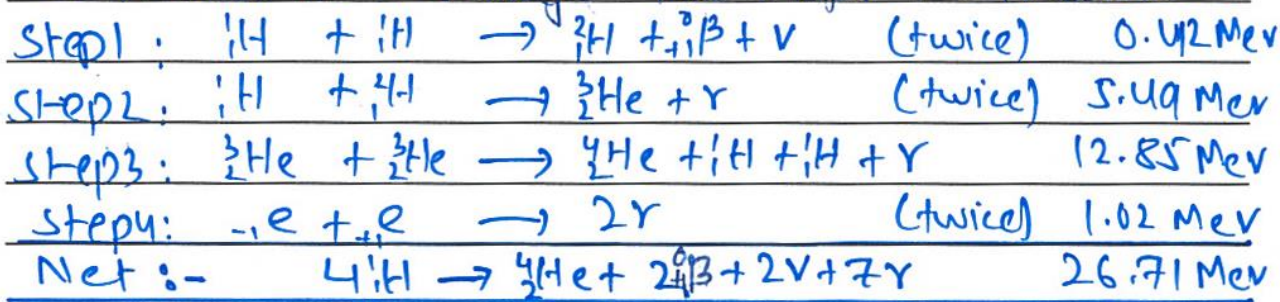 Step1 : ¹₁H + ¹₁H → ²₁H + ⁰₊₁β + ν (twice) 0.42 Mev
Step2 : ¹₁H + ²₁H → ³₂He + γ (twice) 5.49 Mev
Step3 : ³₂He + ³₂He → ⁴₂He + ¹₁H + ¹₁H + γ 12.85 Mev
Step4: ₋₁e + ₊₁e → 2γ (twice) 1.02 Mev
Net :- 4¹₁H → ⁴₂He + 2⁰₊₁β + 2ν + 7γ 26.71 Mev